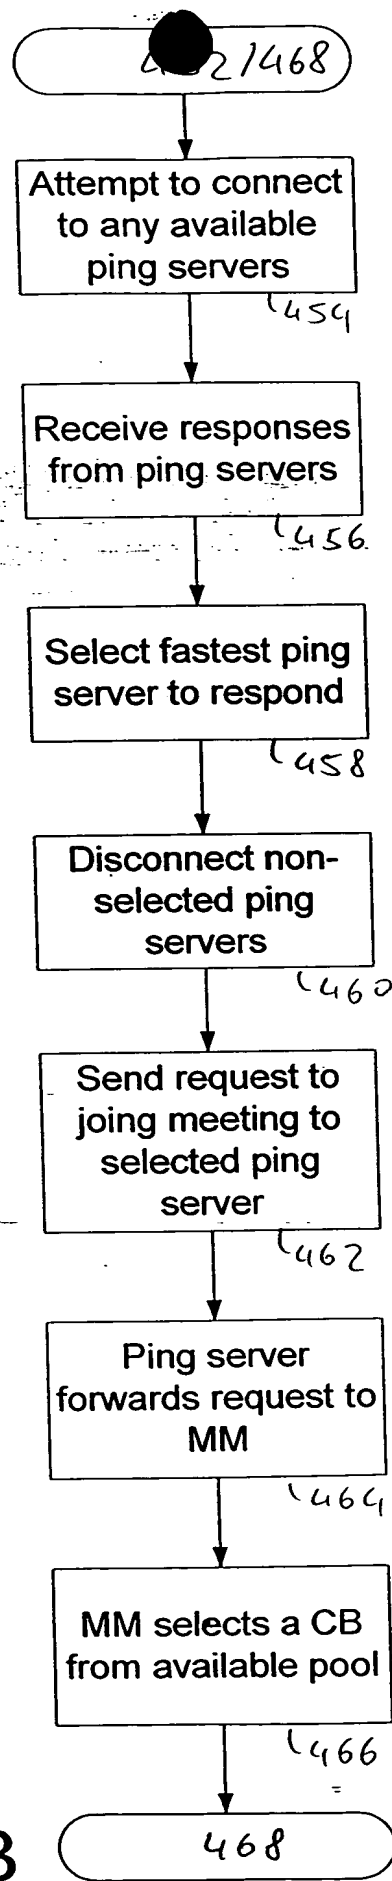 2/468
Attempt to connect
to any available
ping servers
454
Receive responses
from ping servers
456
Select fastest ping
server to respond
458
Disconnect non-
selected ping
servers
460
Send request to
joing meeting to
selected ping
server
462
Ping server
forwards request to
MM
464
MM selects a CB
from available pool
466
468